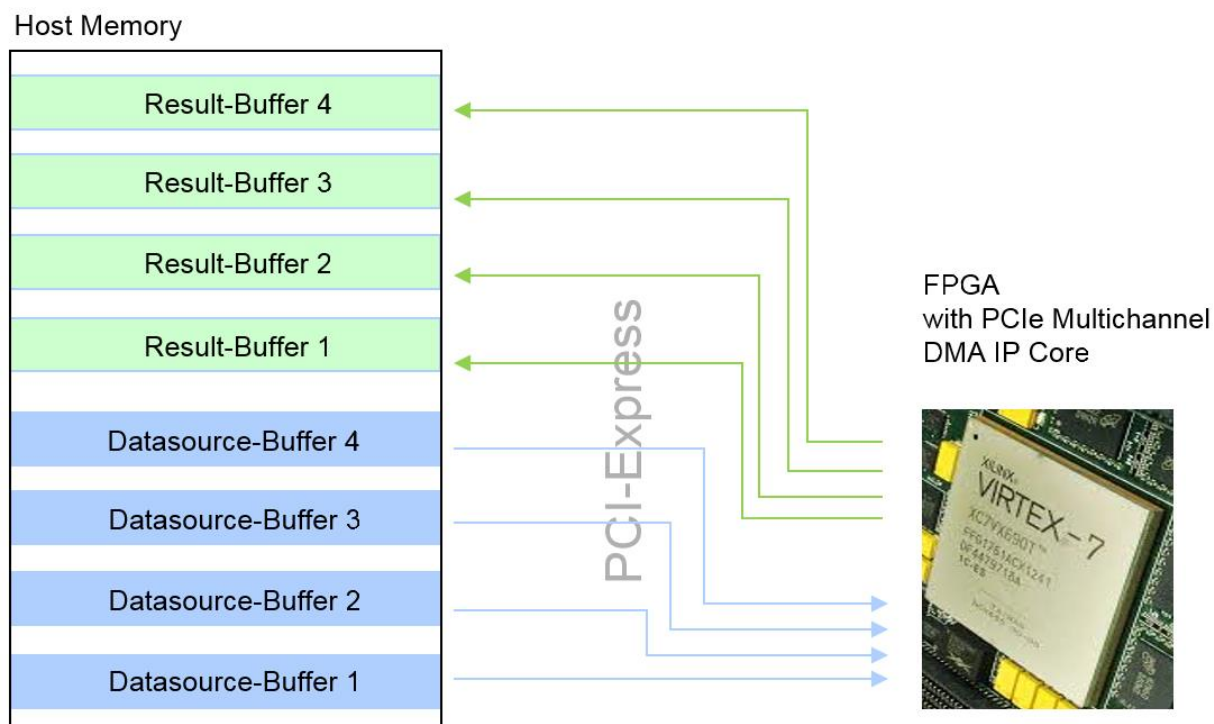 Host Memory
Result-Buffer 4
Result-Buffer 3
Result-Buffer 2
Result-Buffer 1
Datasource-Buffer 4
Datasource-Buffer 3
Datasource-Buffer 2
Datasource-Buffer 1
PCI-Express
FPGA
with PCIe Multichannel
DMA IP Core
XILINX
VIRTEX-7
XC7VX690T™